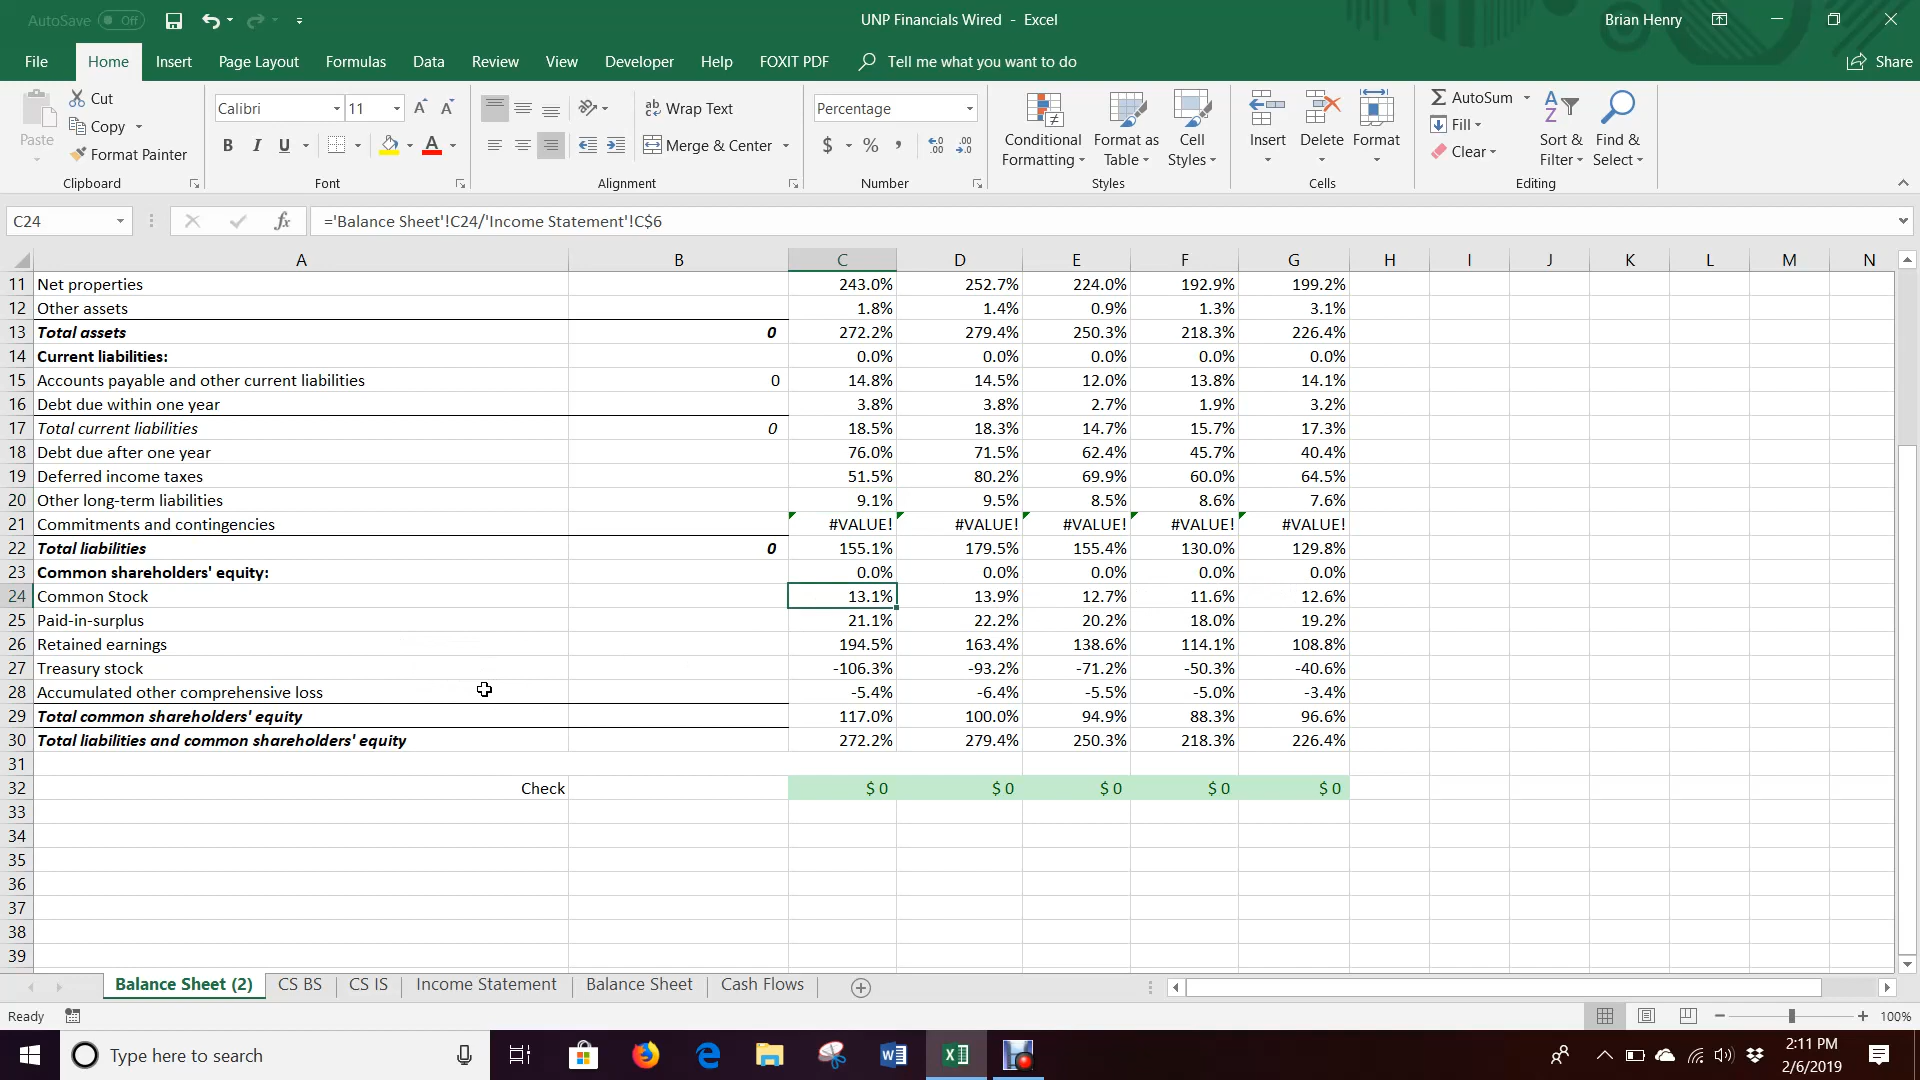 AutoSave Off
UNP Financials Wired - Excel
Brian Henry
File Home Insert Page Layout Formulas Data Review View Developer Help FOXIT PDF Tell me what you want to do Share
Paste
Cut
Copy
Format Painter
Clipboard
Calibri 11 A A
B I U A
Font
ab Wrap Text
Merge & Center
Alignment
Percentage
$ % , .00 .00
Number
Conditional Formatting
Format as Table
Cell Styles
Styles
Insert Delete Format
Cells
AutoSum
Fill
Clear
Sort & Filter
Find & Select
Editing
C24 fx ='Balance Sheet'!C24/'Income Statement'!C$6
A B C D E F G H I J K L M N
11 Net properties 243.0% 252.7% 224.0% 192.9% 199.2%
12 Other assets 1.8% 1.4% 0.9% 1.3% 3.1%
13 Total assets 0 272.2% 279.4% 250.3% 218.3% 226.4%
14 Current liabilities: 0.0% 0.0% 0.0% 0.0% 0.0%
15 Accounts payable and other current liabilities 0 14.8% 14.5% 12.0% 13.8% 14.1%
16 Debt due within one year 3.8% 3.8% 2.7% 1.9% 3.2%
17 Total current liabilities 0 18.5% 18.3% 14.7% 15.7% 17.3%
18 Debt due after one year 76.0% 71.5% 62.4% 45.7% 40.4%
19 Deferred income taxes 51.5% 80.2% 69.9% 60.0% 64.5%
20 Other long-term liabilities 9.1% 9.5% 8.5% 8.6% 7.6%
21 Commitments and contingencies #VALUE! #VALUE! #VALUE! #VALUE! #VALUE!
22 Total liabilities 0 155.1% 179.5% 155.4% 130.0% 129.8%
23 Common shareholders' equity: 0.0% 0.0% 0.0% 0.0% 0.0%
24 Common Stock 13.1% 13.9% 12.7% 11.6% 12.6%
25 Paid-in-surplus 21.1% 22.2% 20.2% 18.0% 19.2%
26 Retained earnings 194.5% 163.4% 138.6% 114.1% 108.8%
27 Treasury stock -106.3% -93.2% -71.2% -50.3% -40.6%
28 Accumulated other comprehensive loss -5.4% -6.4% -5.5% -5.0% -3.4%
29 Total common shareholders' equity 117.0% 100.0% 94.9% 88.3% 96.6%
30 Total liabilities and common shareholders' equity 272.2% 279.4% 250.3% 218.3% 226.4%
31
32 Check $ 0 $ 0 $ 0 $ 0 $ 0
33
34
35
36
37
38
39
Balance Sheet (2) CS BS CS IS Income Statement Balance Sheet Cash Flows
Ready 100%
Type here to search
2:11 PM
2/6/2019